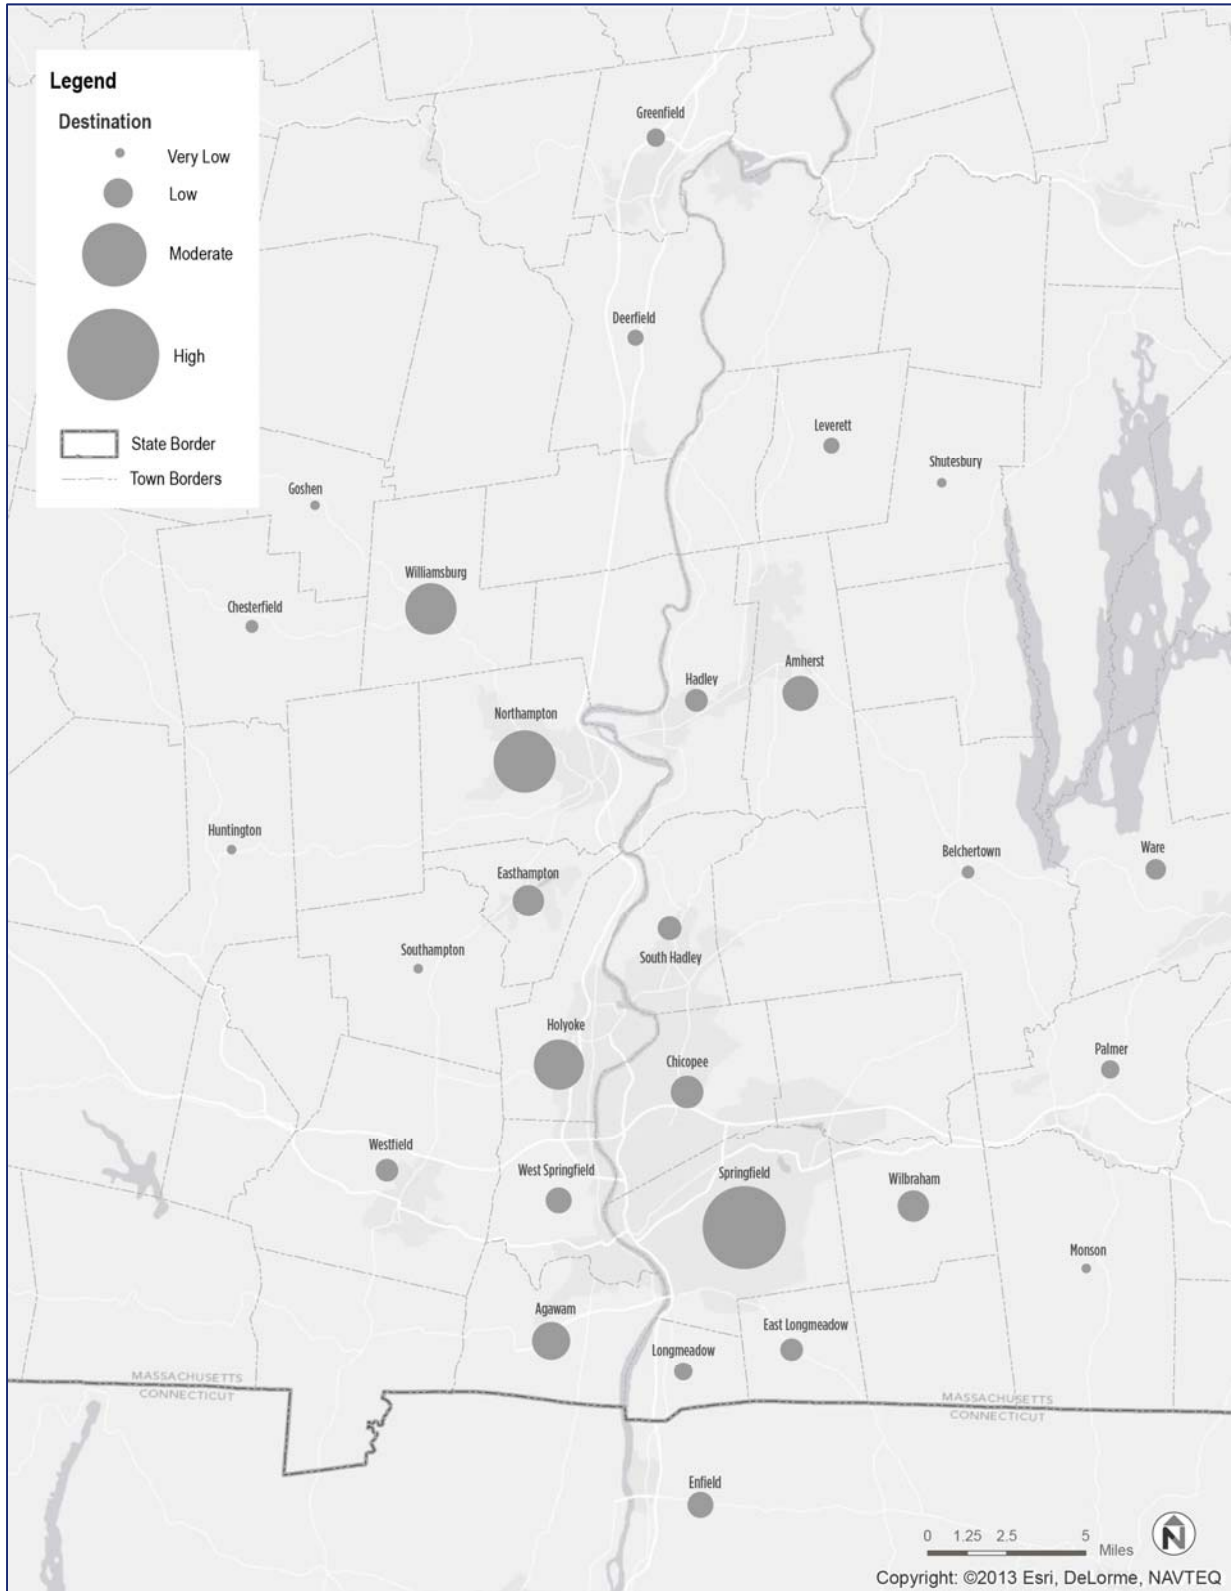 Legend
Destination
Very Low
Low
Moderate
High
State Border
Town Borders
Greenfield
Deerfield
Leverett
Shutesbury
Goshen
Williamsburg
Chesterfield
Amherst
Hadley
Northampton
Huntington
Belchertown
Ware
Easthampton
Southampton
South Hadley
Holyoke
Chicopee
Palmer
Westfield
West Springfield
Springfield
Wilbraham
Monson
Agawam
East Longmeadow
Longmeadow
MASSACHUSETTS
CONNECTICUT
MASSACHUSETTS
CONNECTICUT
Enfield
0 1.25 2.5 5
Miles
N
Copyright: ©2013 Esri, DeLorme, NAVTEQ